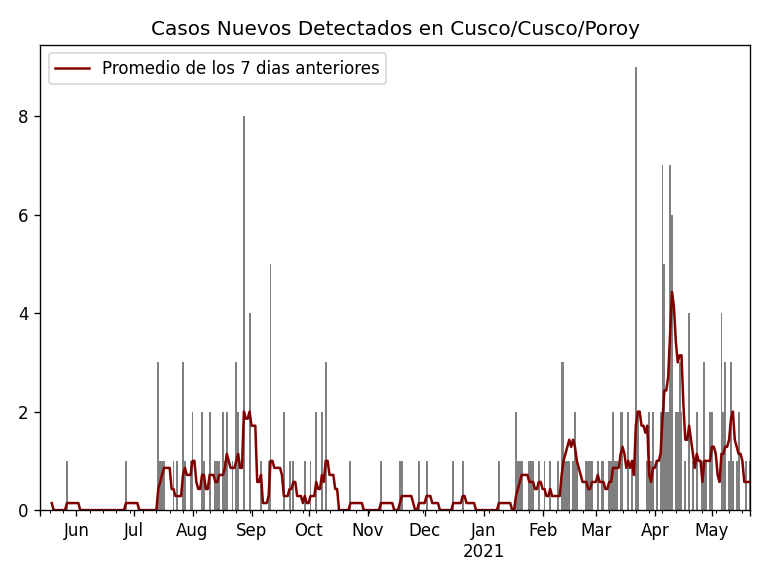 Casos Nuevos Detectados en Cusco/Cusco/Poroy
Promedio de los 7 dias anteriores
8
6
4
2
0
Jun Jul Aug Sep Oct Nov Dec Jan Feb Mar Apr May
2021